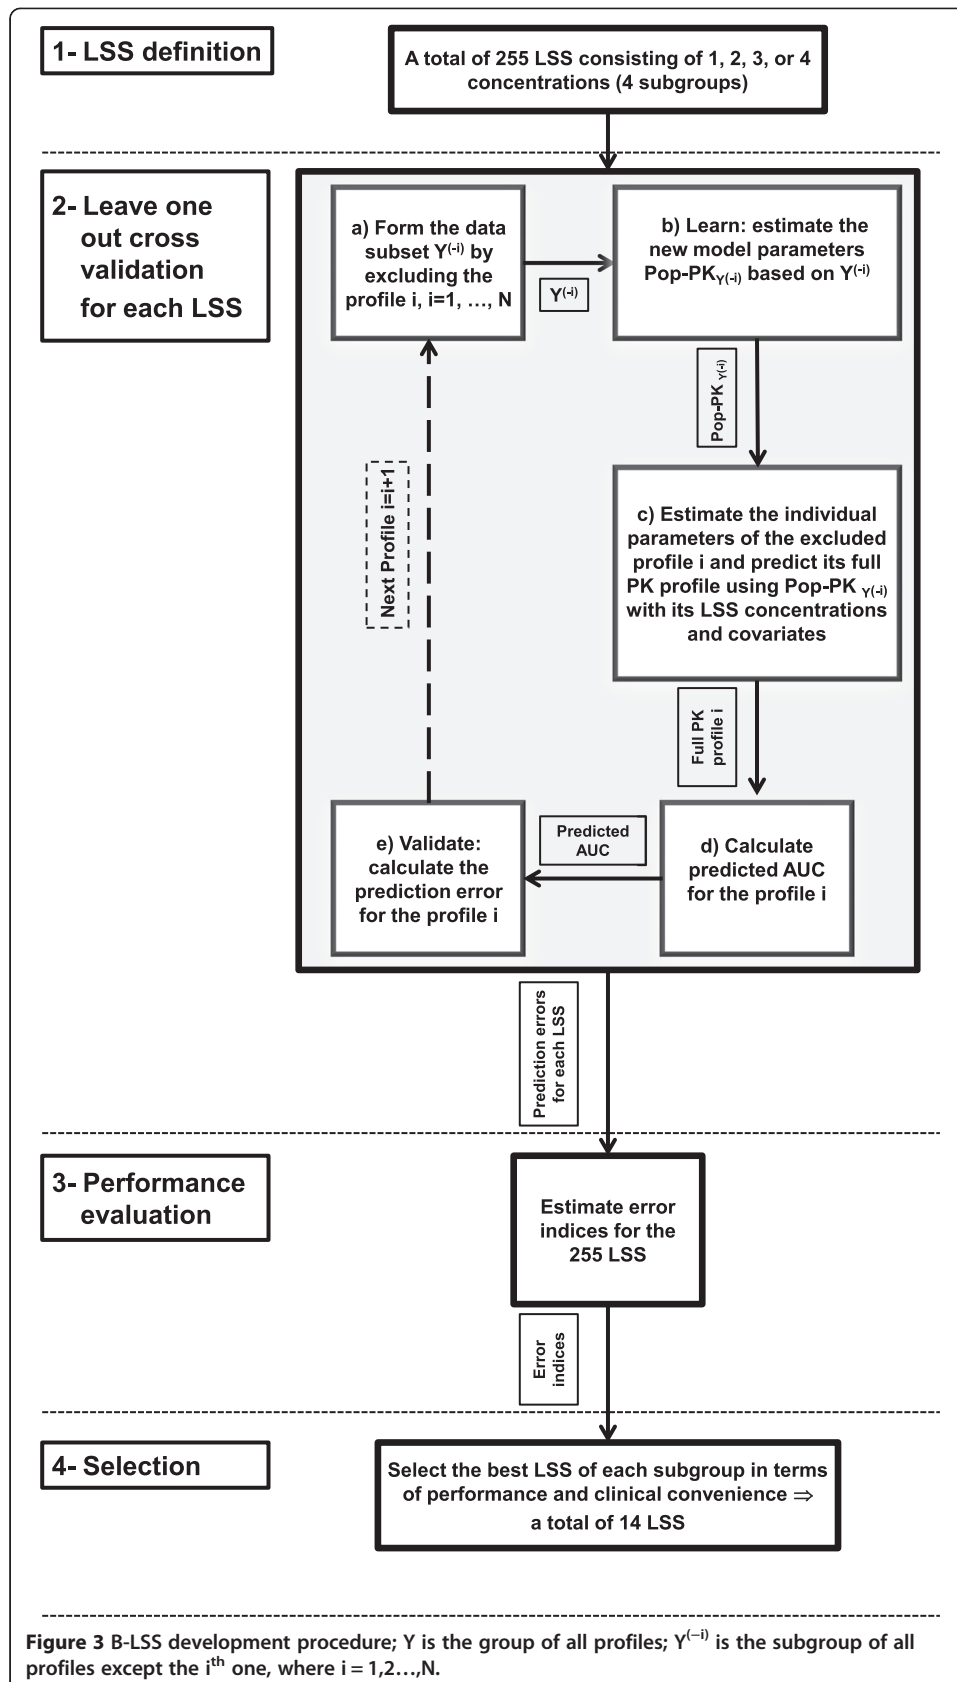 1- LSS definition
A total of 255 LSS consisting of 1, 2, 3, or 4
concentrations (4 subgroups)
2- Leave one
out cross
validation
for each LSS
a) Form the data
subset Y(-i) by
excluding the
profile i, i=1, …, N
Y(-i)
b) Learn: estimate the
new model parameters
Pop-PKY(-i) based on Y(-i)
Pop-PK Y(-i)
c) Estimate the individual
parameters of the excluded
profile i and predict its full
PK profile using Pop-PK Y(-i)
with its LSS concentrations
and covariates
Full PK
profile i
d) Calculate
predicted AUC
for the profile i
Predicted
AUC
e) Validate:
calculate the
prediction error
for the profile i
Next Profile i=i+1
Prediction errors
for each LSS
3- Performance
evaluation
Estimate error
indices for the
255 LSS
Error
indices
4- Selection
Select the best LSS of each subgroup in terms
of performance and clinical convenience ⇒
a total of 14 LSS
Figure 3 B-LSS development procedure; Y is the group of all profiles; Y(−i) is the subgroup of all
profiles except the ith one, where i = 1,2…,N.